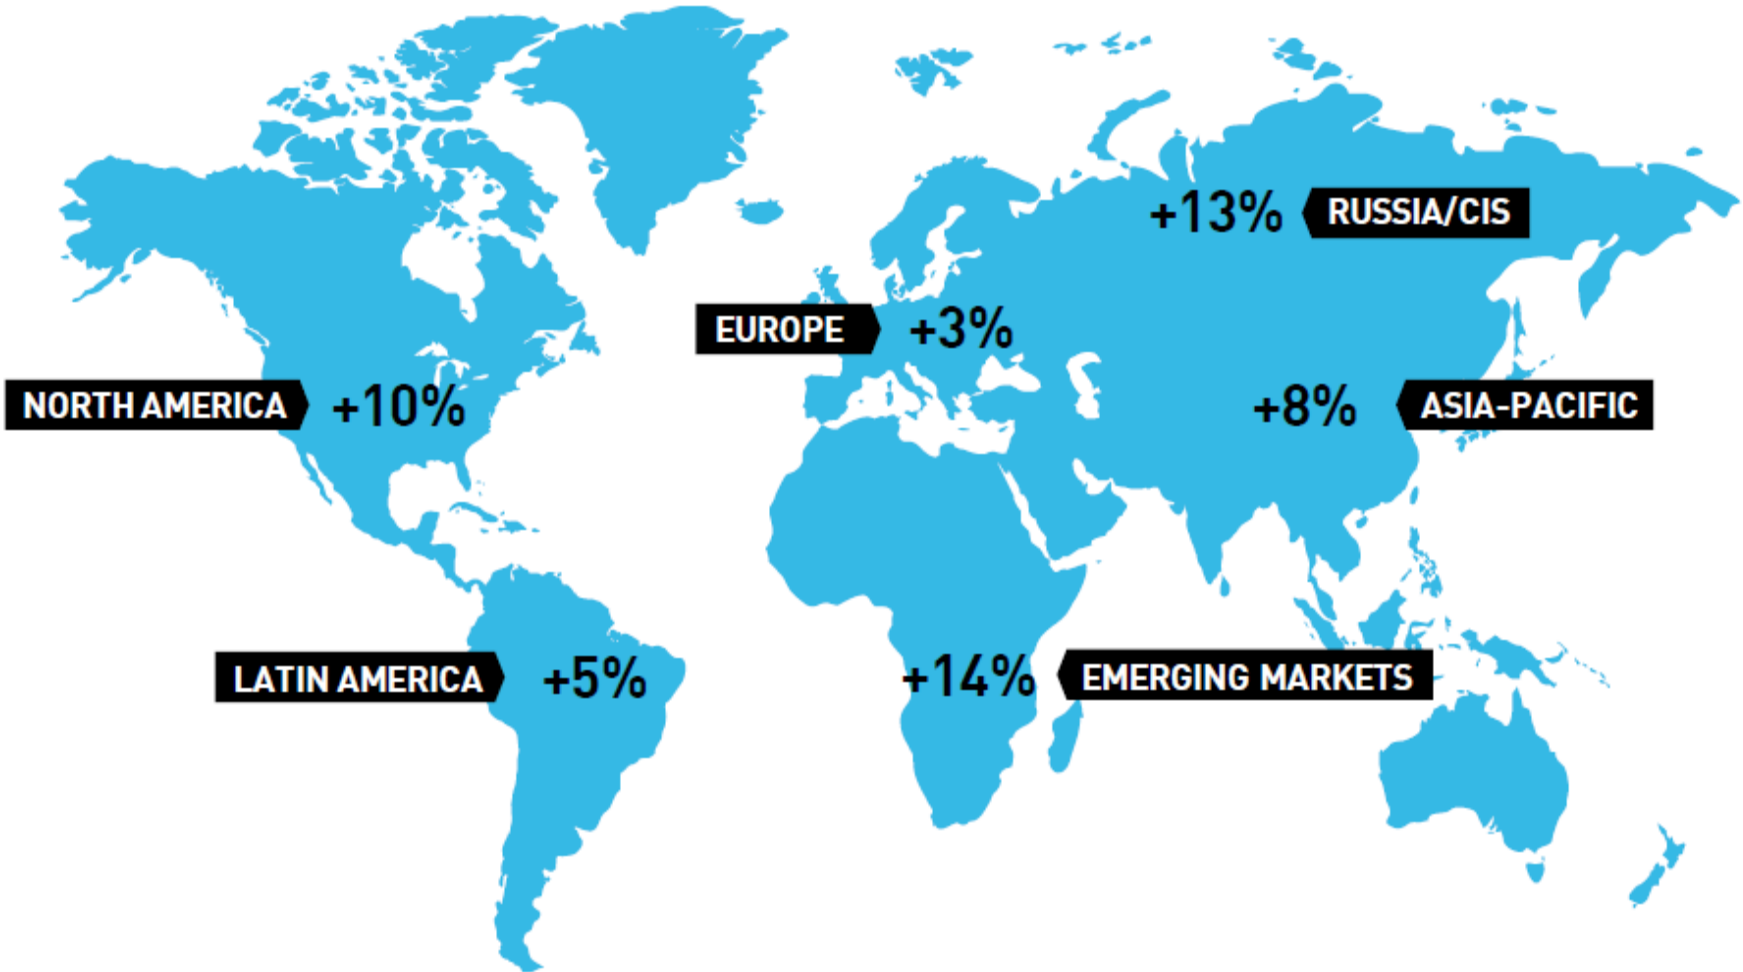 +13% RUSSIA/CIS
EUROPE +3%
NORTH AMERICA +10%
+8% ASIA-PACIFIC
LATIN AMERICA +5%
+14% EMERGING MARKETS